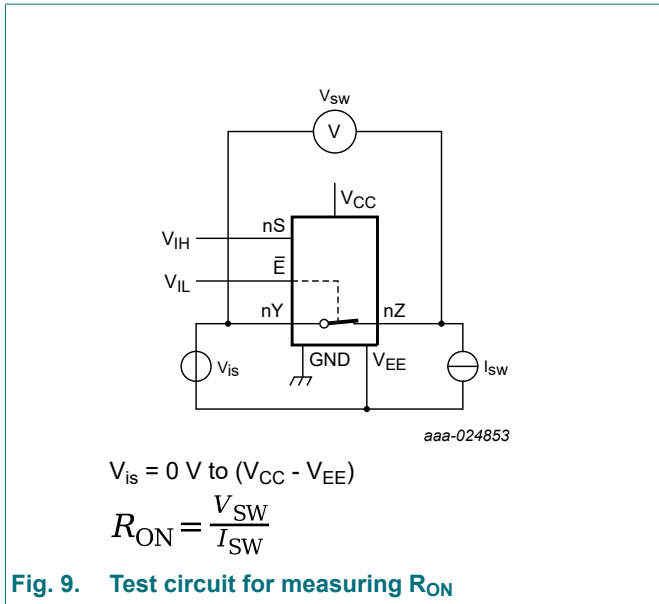 Vsw
V
VCC
nS
VIH
E̅
VIL
nY
nZ
Vis
GND
VEE
Isw
aaa-024853
Vis = 0 V to (VCC - VEE)
RON = VSW / ISW
Fig. 9. Test circuit for measuring RON